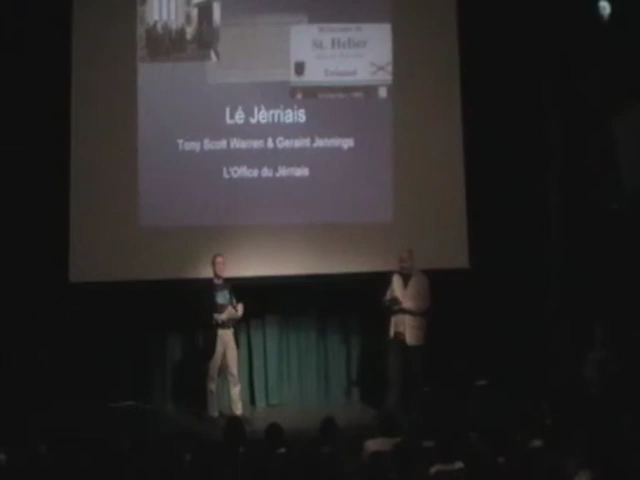 St. Helier
Lé Jèrriais
Tony Scott Warren & Geraint Jennings
L'Office du Jèrriais